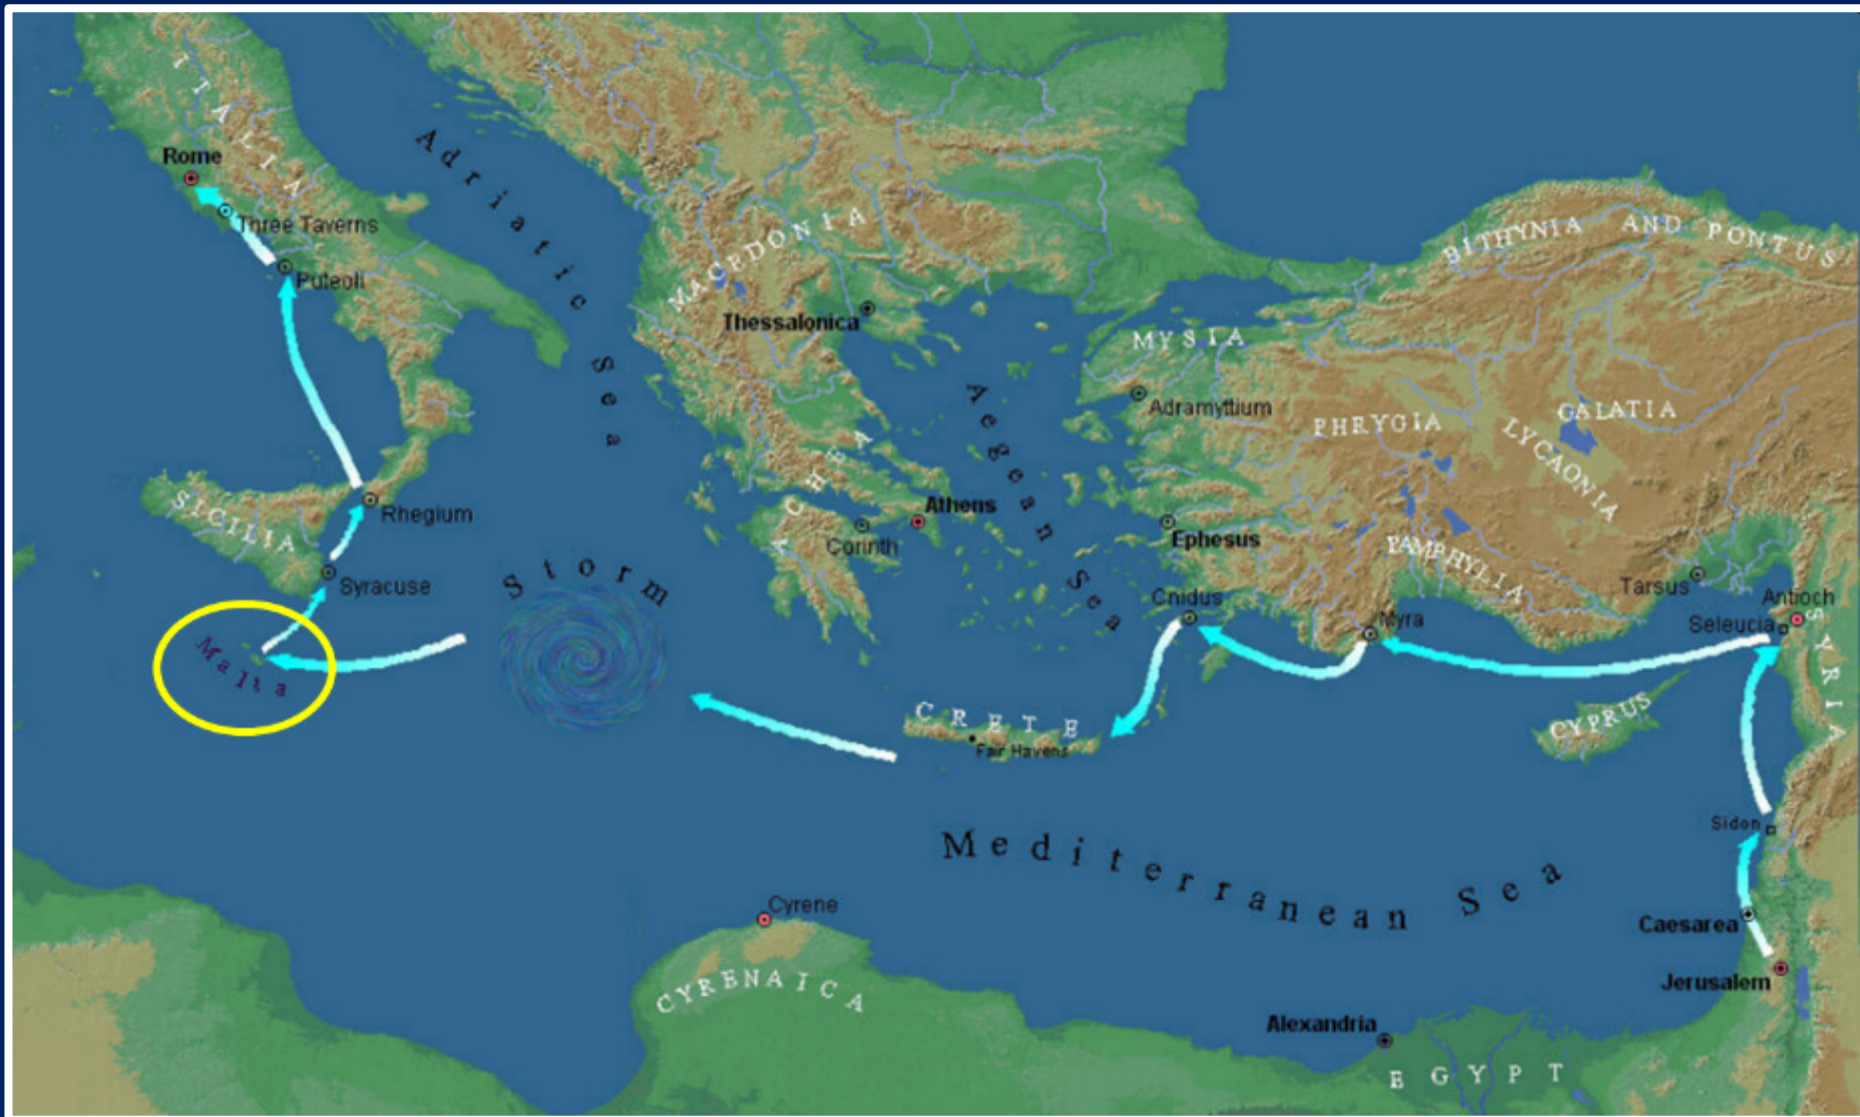 ITALIA
Adriatic Sea
Rome
Three Taverns
Puteoli
MACEDONIA
Thessalonica
BITHYNIA AND PONTUS
MYSIA
Adramyttium
Aegean Sea
PHRYGIA
GALATIA
LYCAONIA
ACHEA
Athens
Corinth
Ephesus
PAMPHYLIA
SICILIA
Rhegium
Syracuse
Storm
Malta
Cnidus
Myra
Tarsus
Antioch
Seleucia
SYRIA
CRETE
Fair Havens
CYPRUS
Sidon
Mediterranean Sea
Cyrene
CYRENAICA
Caesarea
Jerusalem
Alexandria
EGYPT